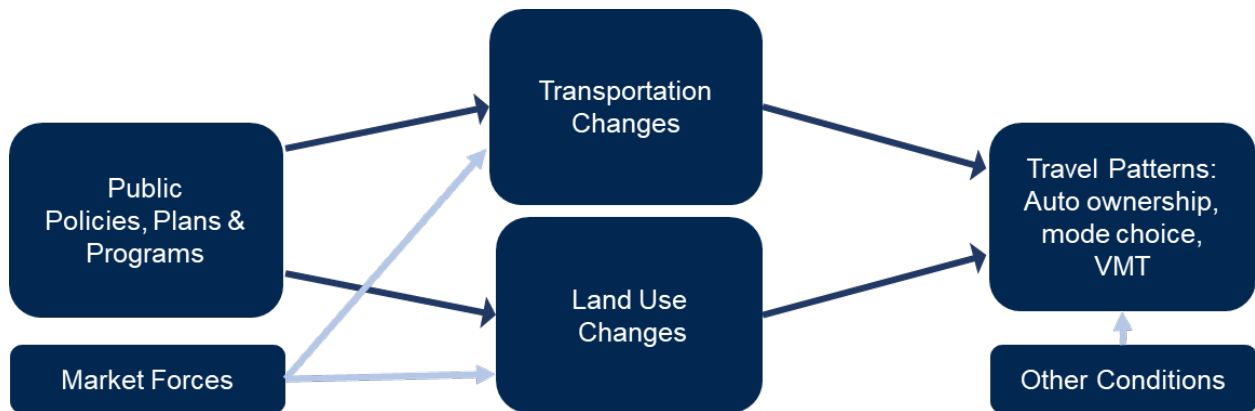 Public
Policies, Plans &
Programs
Market Forces
Transportation
Changes
Land Use
Changes
Travel Patterns:
Auto ownership,
mode choice,
VMT
Other Conditions